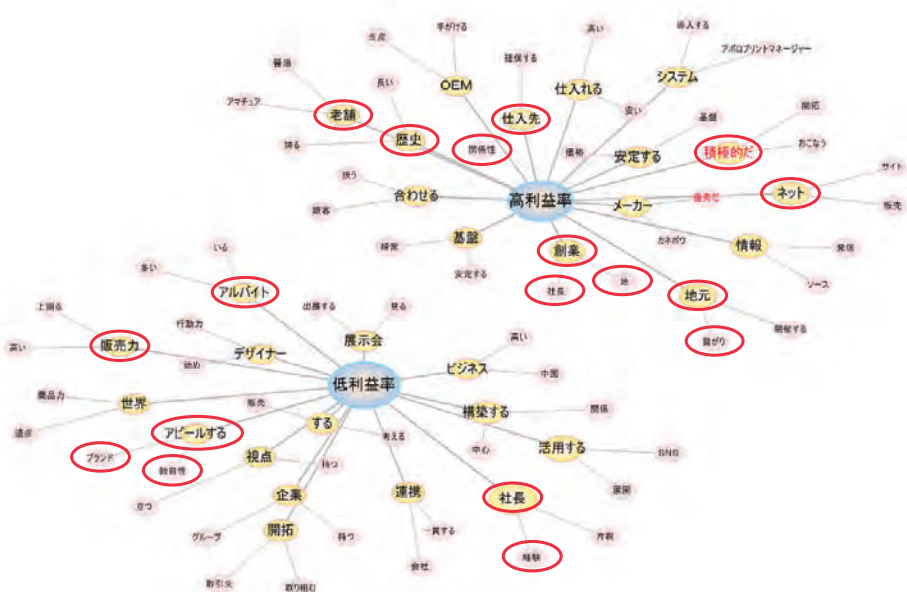 手がける
高い
導入する
生産
確保する
アポロプリントマネージャー
醤油
OEM
仕入れる
システム
長い
アマチュア
老舗
仕入先
安い
基盤
開拓
歴史
関係性
価格
安定する
積極的だ
おこなう
誇る
サイト
扱う
合わせる
高利益率
メーカー
優秀だ
ネット
顧客
販売
基盤
創業
カネボウ
情報
発信
経営
いる
安定する
社長
地
ソース
多い
アルバイト
地元
上回る
出展する
見る
開催する
販売力
行動力
デザイナー
展示会
繋がり
高い
高い
始め
ビジネス
低利益率
中国
商品力
世界
販売
構築する
関係
アピールする
する
考える
遺点
中心
活用する
SNS
ブランド
独自性
視点
持つ
展開
立つ
企業
連携
社長
グループ
開拓
持つ
一貫する
経験
片親
会社
取引火
取り組む